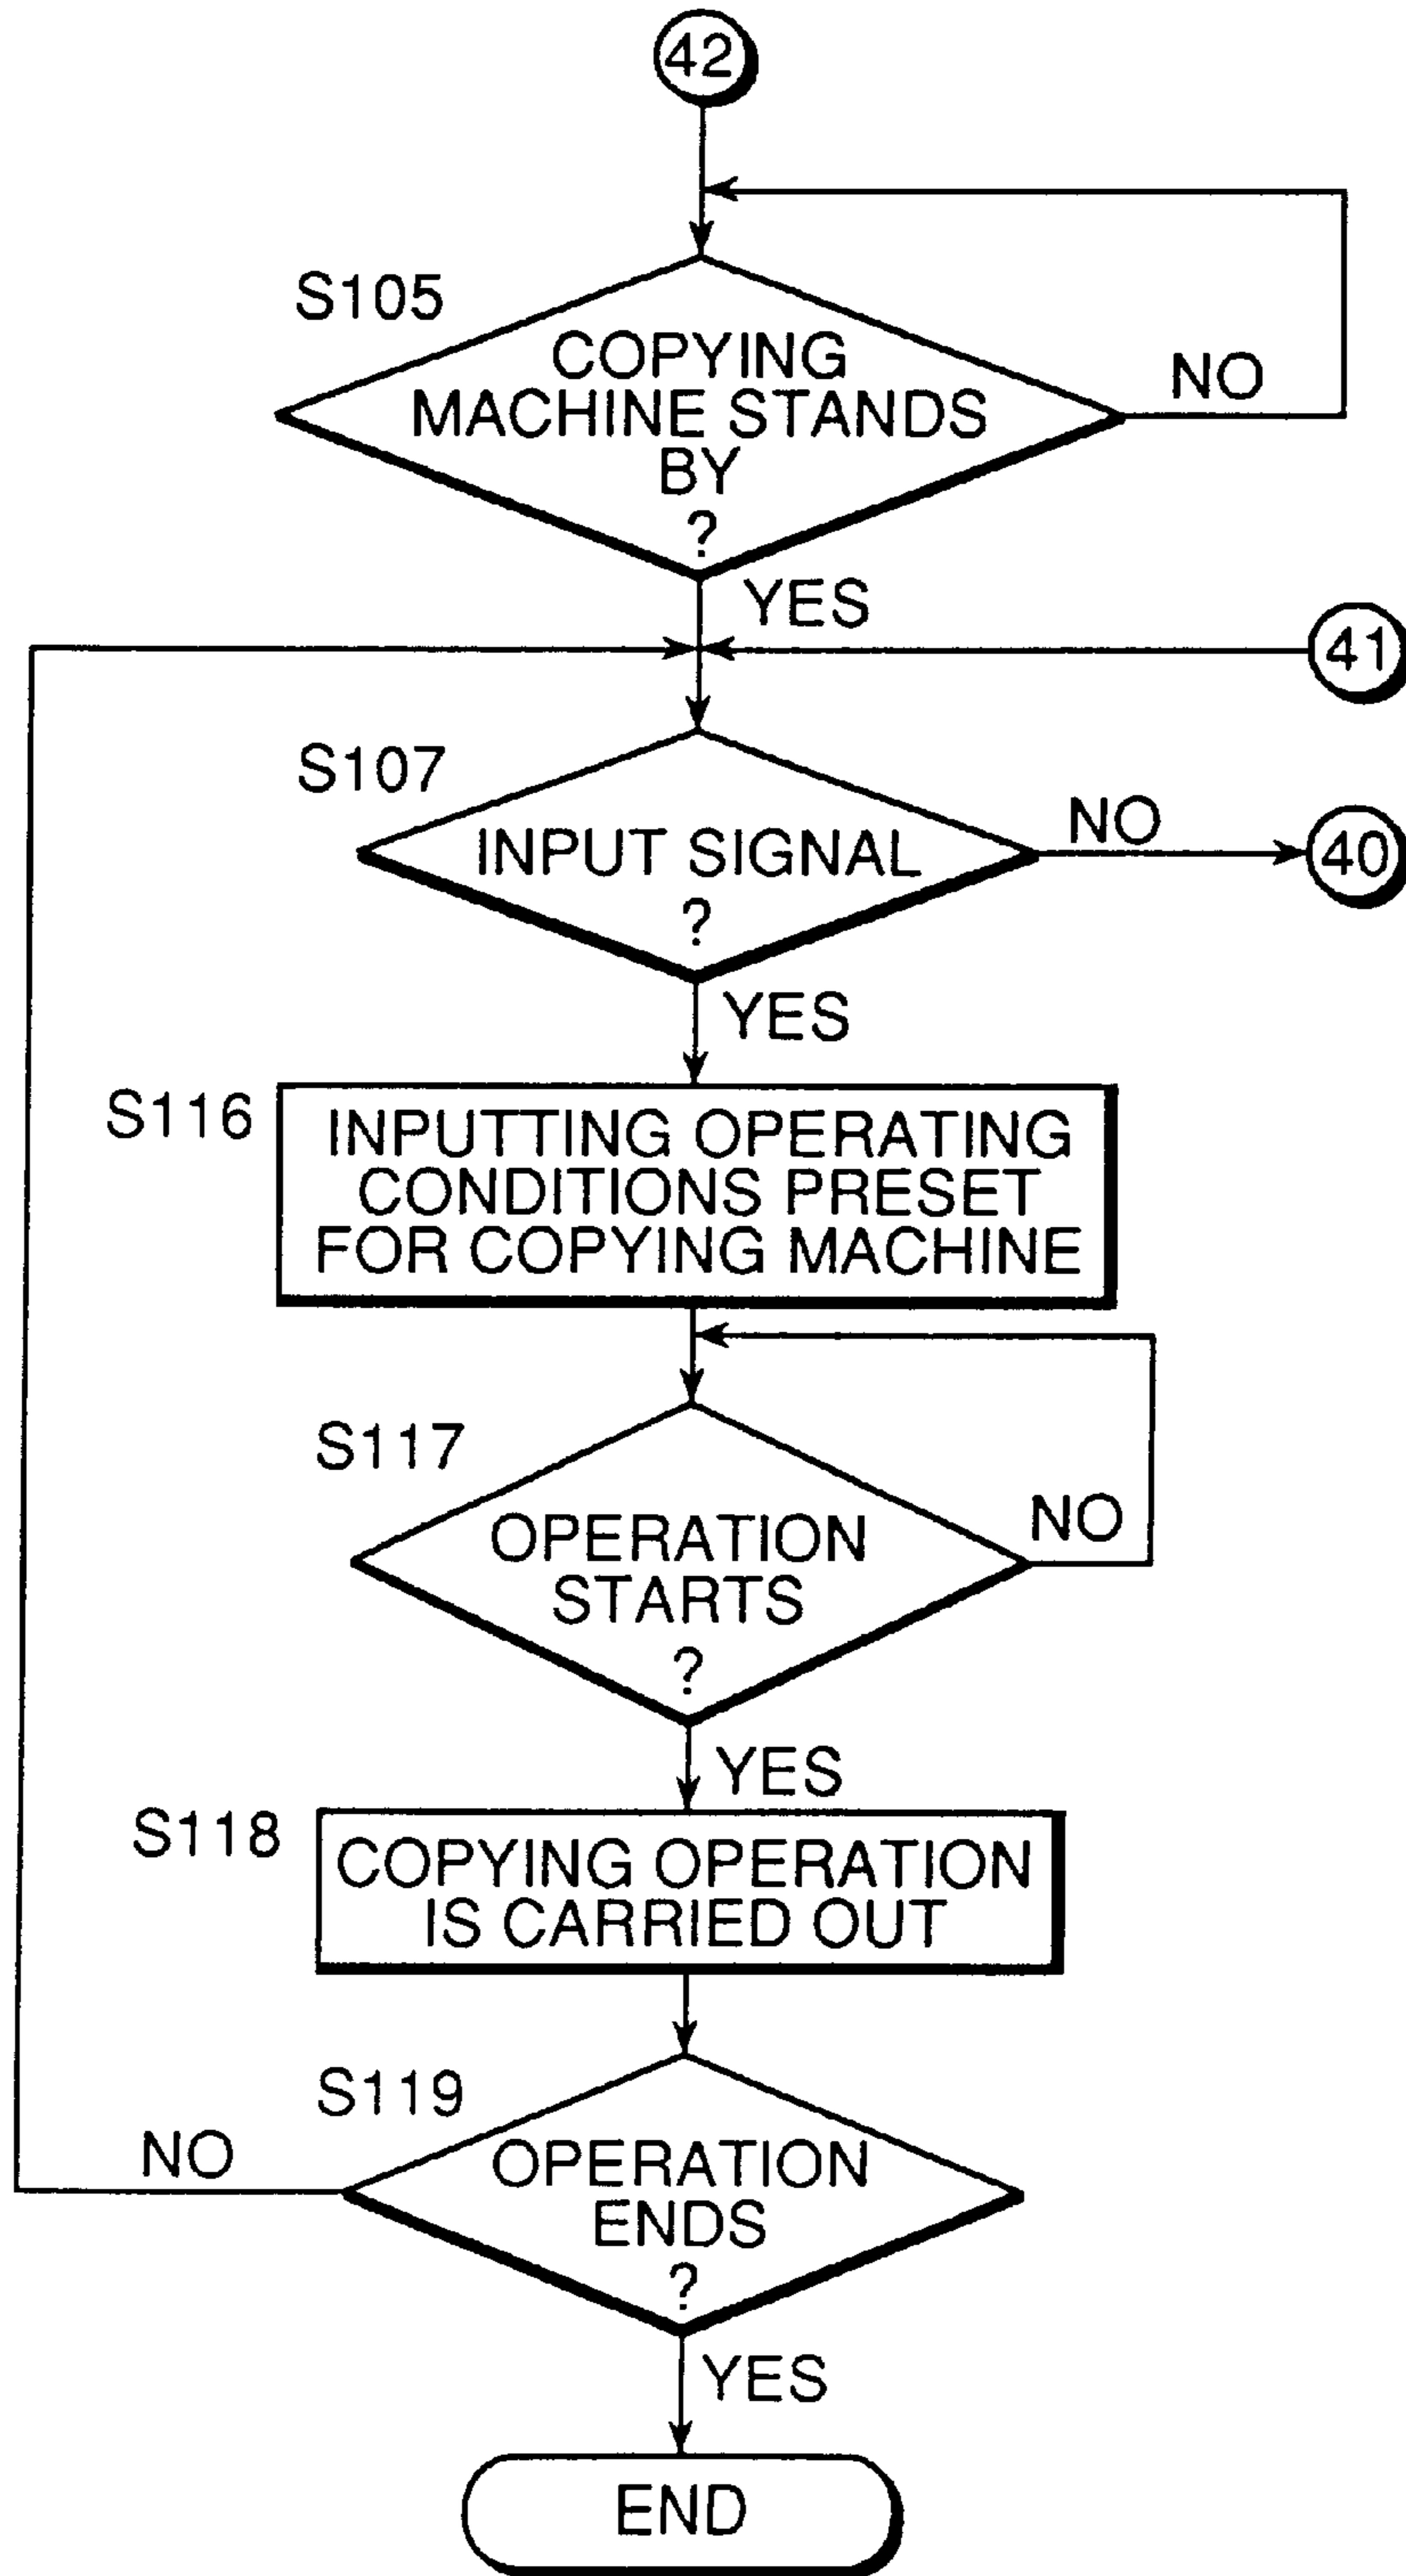 42
S105
COPYING
MACHINE STANDS
BY
?
NO
YES
41
S107
INPUT SIGNAL
?
NO
40
YES
S116
INPUTTING OPERATING
CONDITIONS PRESET
FOR COPYING MACHINE
S117
OPERATION
STARTS
?
NO
YES
S118
COPYING OPERATION
IS CARRIED OUT
S119
NO
OPERATION
ENDS
?
YES
END